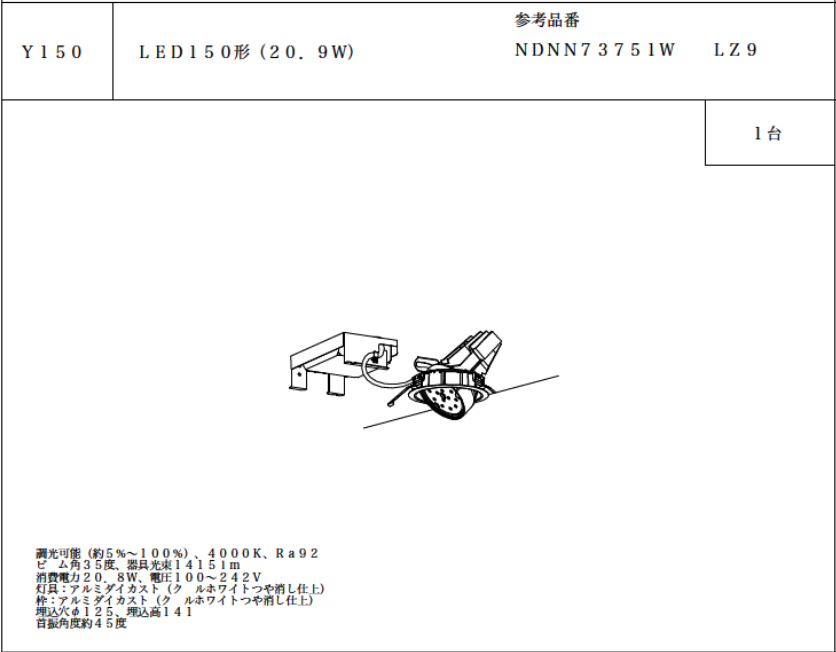 参考品番
Y150 LED150形(20.9W) NDNN73751W LZ9
1台
調光可能(約5%~100%)、4000K、Ra92
ビーム角35度、器具光束1415lm
消費電力20.8W、電圧100~242V
灯具:アルミダイカスト(クールホワイトつや消し仕上)
枠:アルミダイカスト(クールホワイトつや消し仕上)
埋込穴φ125、埋込高141
首振角度約45度